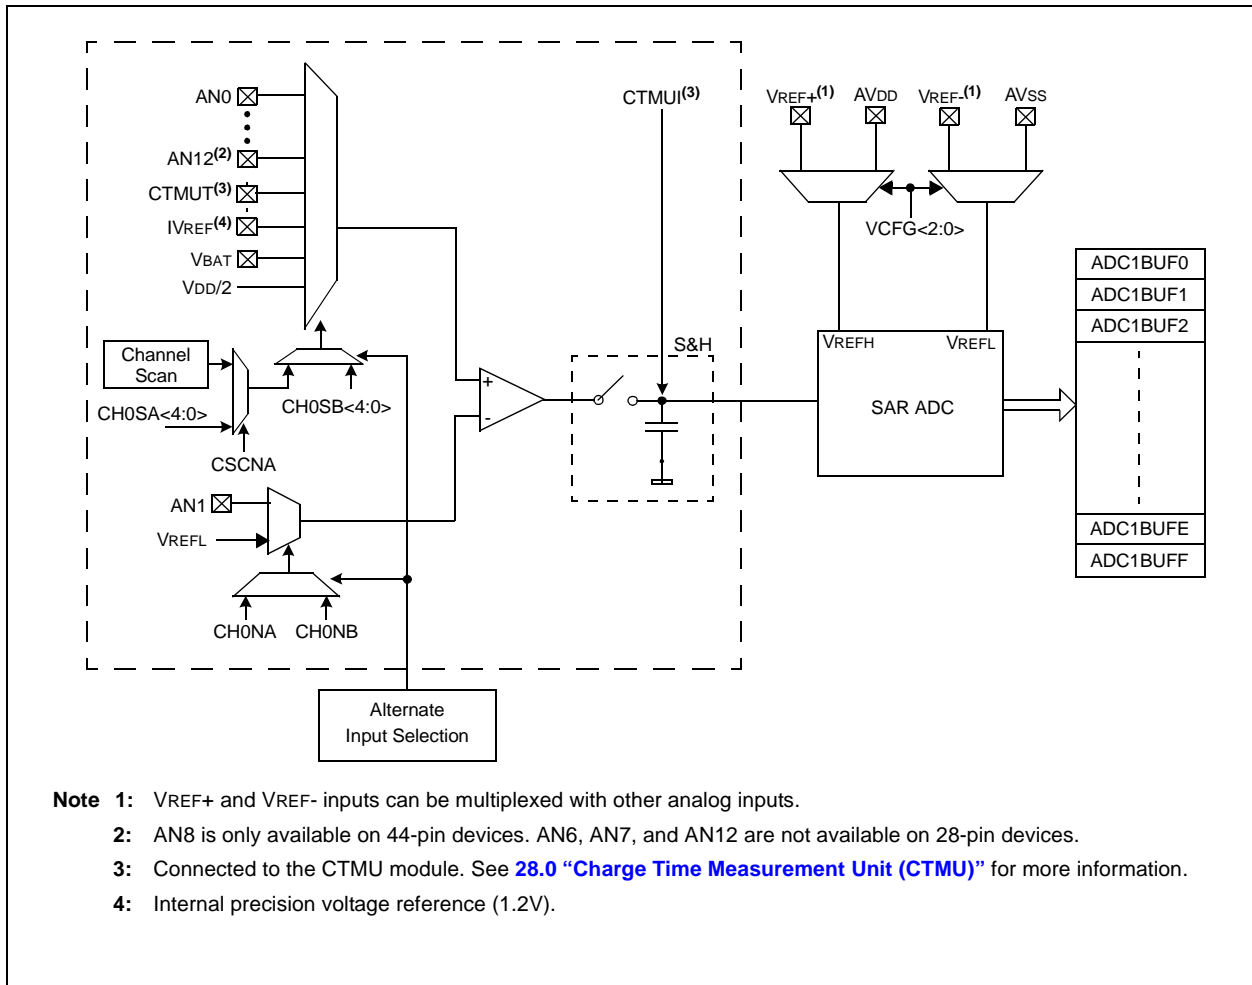 AN0
AN12(2)
CTMUT(3)
IVREF(4)
VBAT
VDD/2
Channel
Scan
CH0SA<4:0>
CH0SB<4:0>
CSCNA
AN1
VREFL
CH0NA CH0NB
Alternate
Input Selection
+
-
CTMUI(3)
S&H
VREF+(1) AVDD VREF-(1) AVSS
VCFG<2:0>
VREFH VREFL
SAR ADC
ADC1BUF0
ADC1BUF1
ADC1BUF2
ADC1BUFE
ADC1BUFF
Note 1: VREF+ and VREF- inputs can be multiplexed with other analog inputs.
2: AN8 is only available on 44-pin devices. AN6, AN7, and AN12 are not available on 28-pin devices.
3: Connected to the CTMU module. See 28.0 “Charge Time Measurement Unit (CTMU)” for more information.
4: Internal precision voltage reference (1.2V).